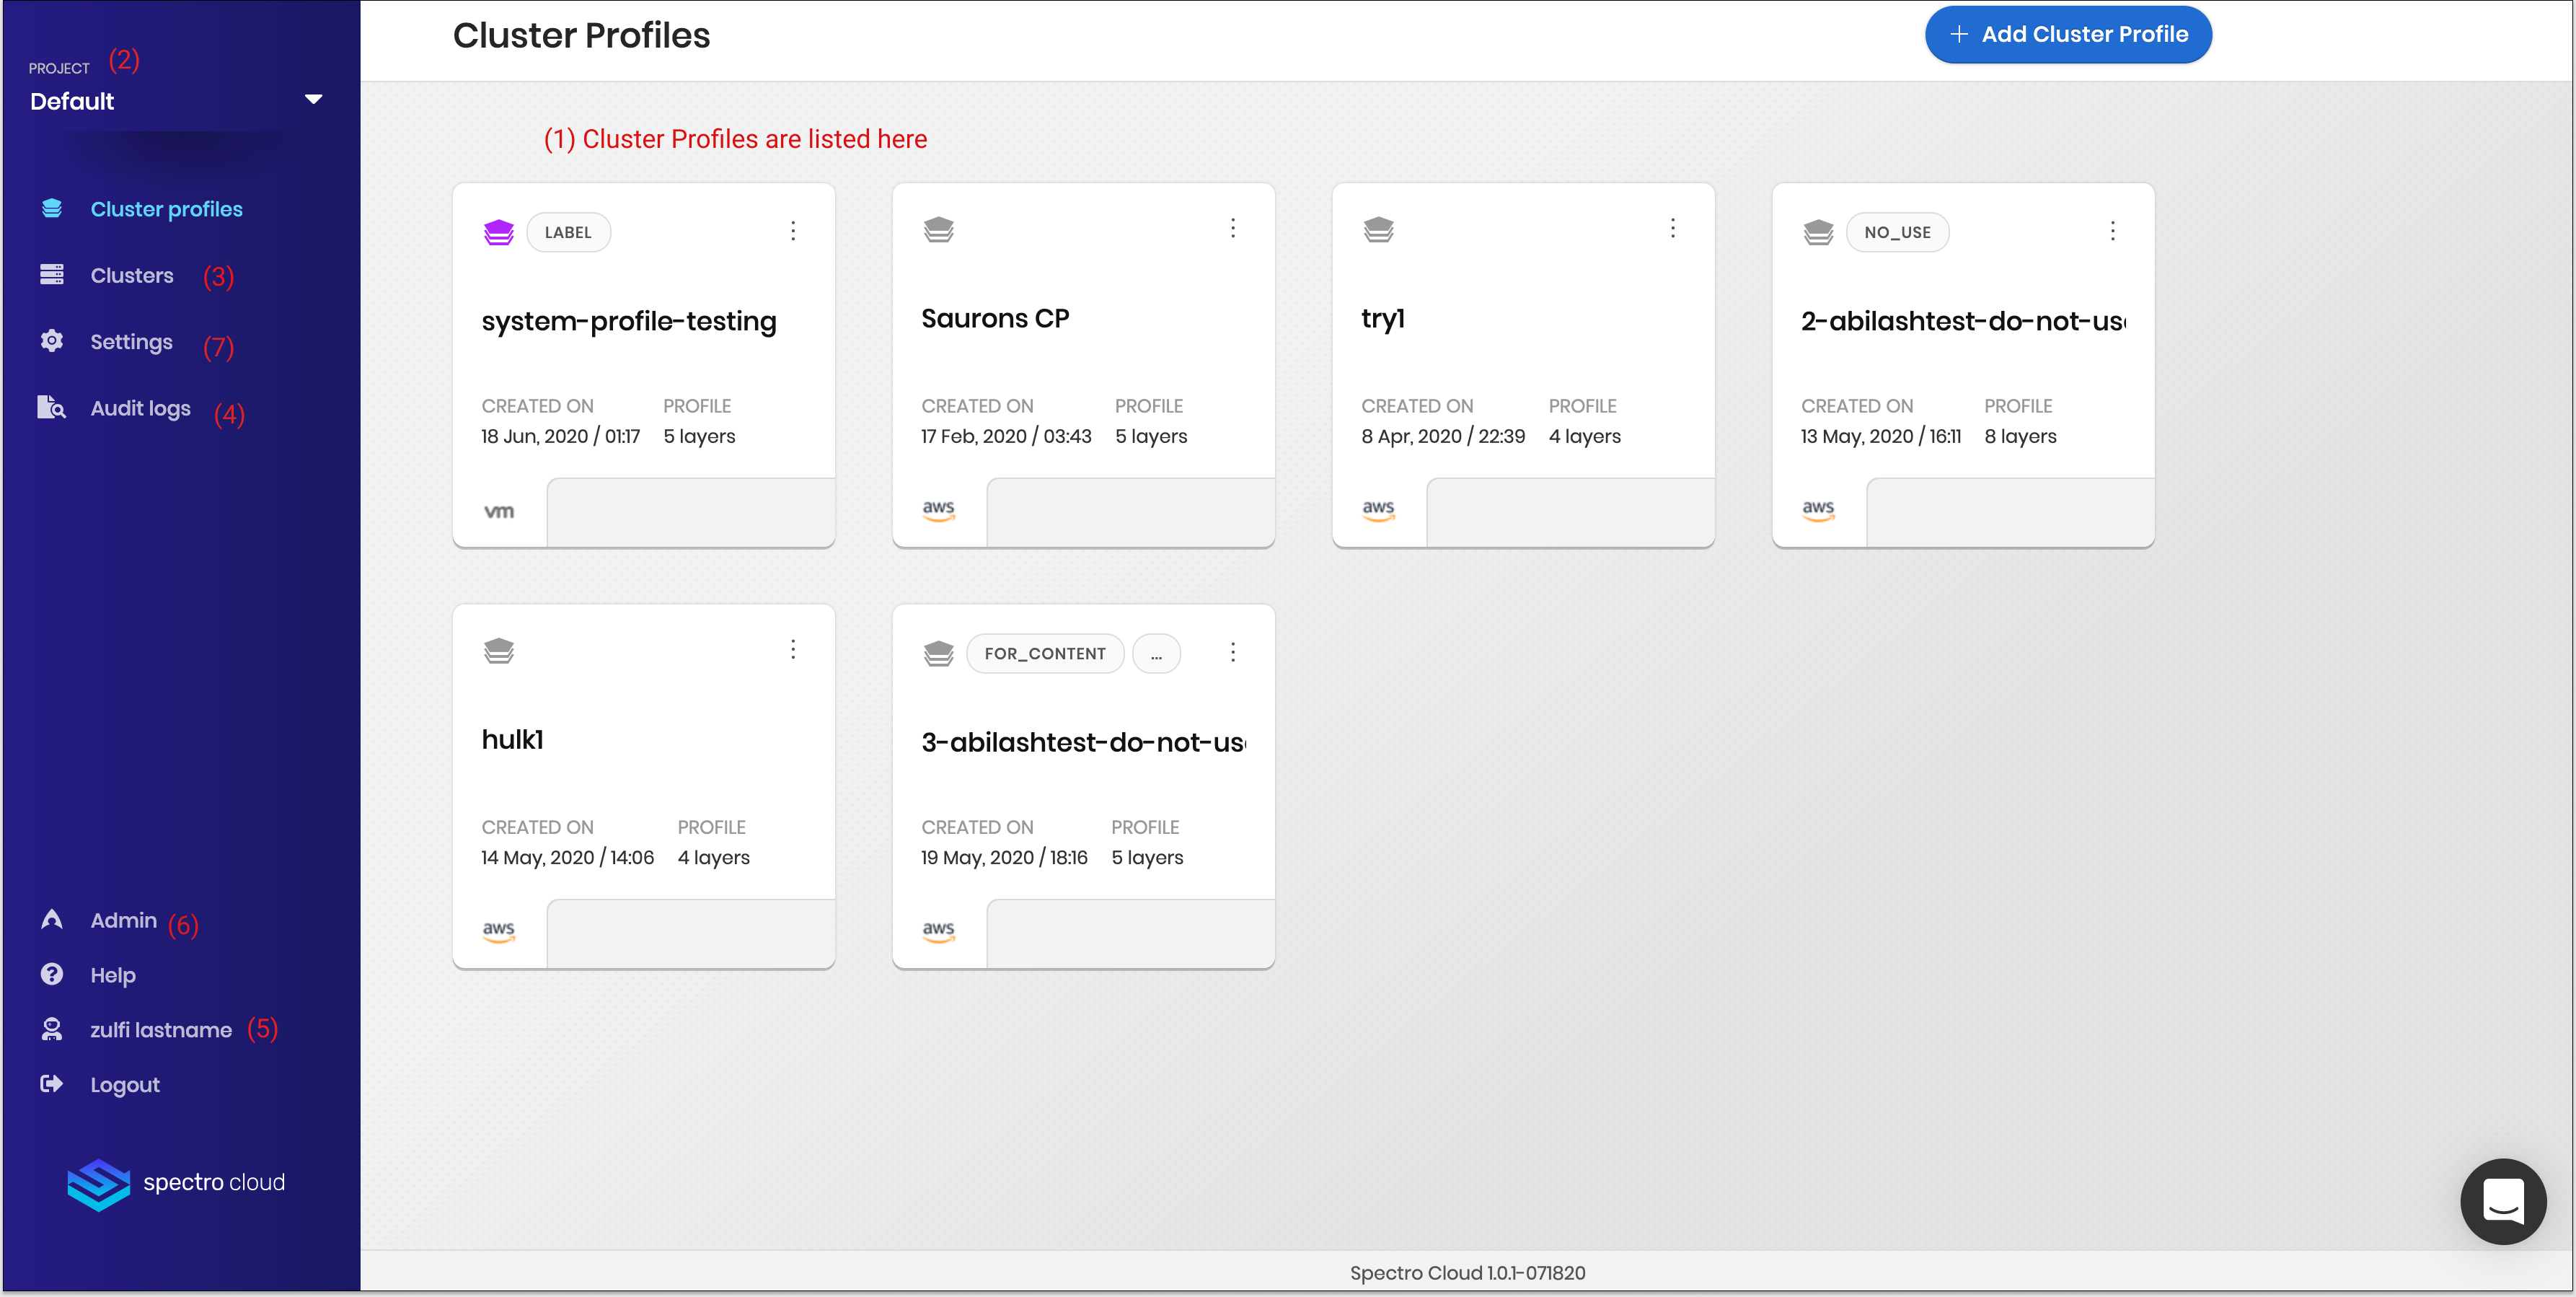 PROJECT (2)
Default
Cluster profiles
Clusters (3)
Settings (7)
Audit logs (4)
Admin (6)
Help
zulfi lastname (5)
Logout
spectro cloud
Cluster Profiles
+ Add Cluster Profile
(1) Cluster Profiles are listed here
LABEL
system-profile-testing
CREATED ON PROFILE
18 Jun, 2020 / 01:17 5 layers
vm
Saurons CP
CREATED ON PROFILE
17 Feb, 2020 / 03:43 5 layers
aws
try1
CREATED ON PROFILE
8 Apr, 2020 / 22:39 4 layers
aws
NO_USE
2-abilashtest-do-not-us
CREATED ON PROFILE
13 May, 2020 / 16:11 8 layers
aws
hulk1
CREATED ON PROFILE
14 May, 2020 / 14:06 4 layers
aws
FOR_CONTENT ...
3-abilashtest-do-not-us
CREATED ON PROFILE
19 May, 2020 / 18:16 5 layers
aws
Spectro Cloud 1.0.1-071820